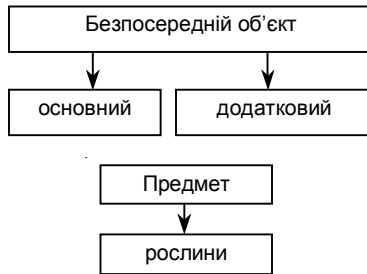 Безпосередній об’єкт
основний
додатковий
Предмет
рослини